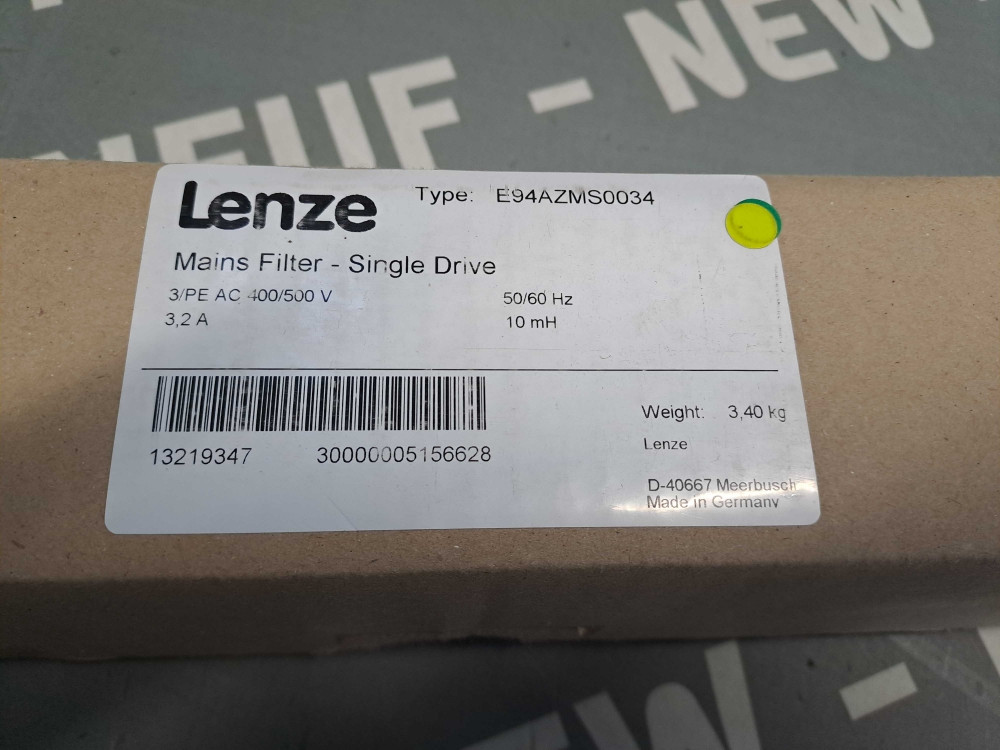 NEUF - NEW
Lenze
Type: E94AZMS0034
Mains Filter - Single Drive
3/PE AC 400/500 V
50/60 Hz
3,2 A
10 mH
13219347
30000005156628
Weight: 3,40 kg
Lenze
D-40667 Meerbusch
Made in Germany